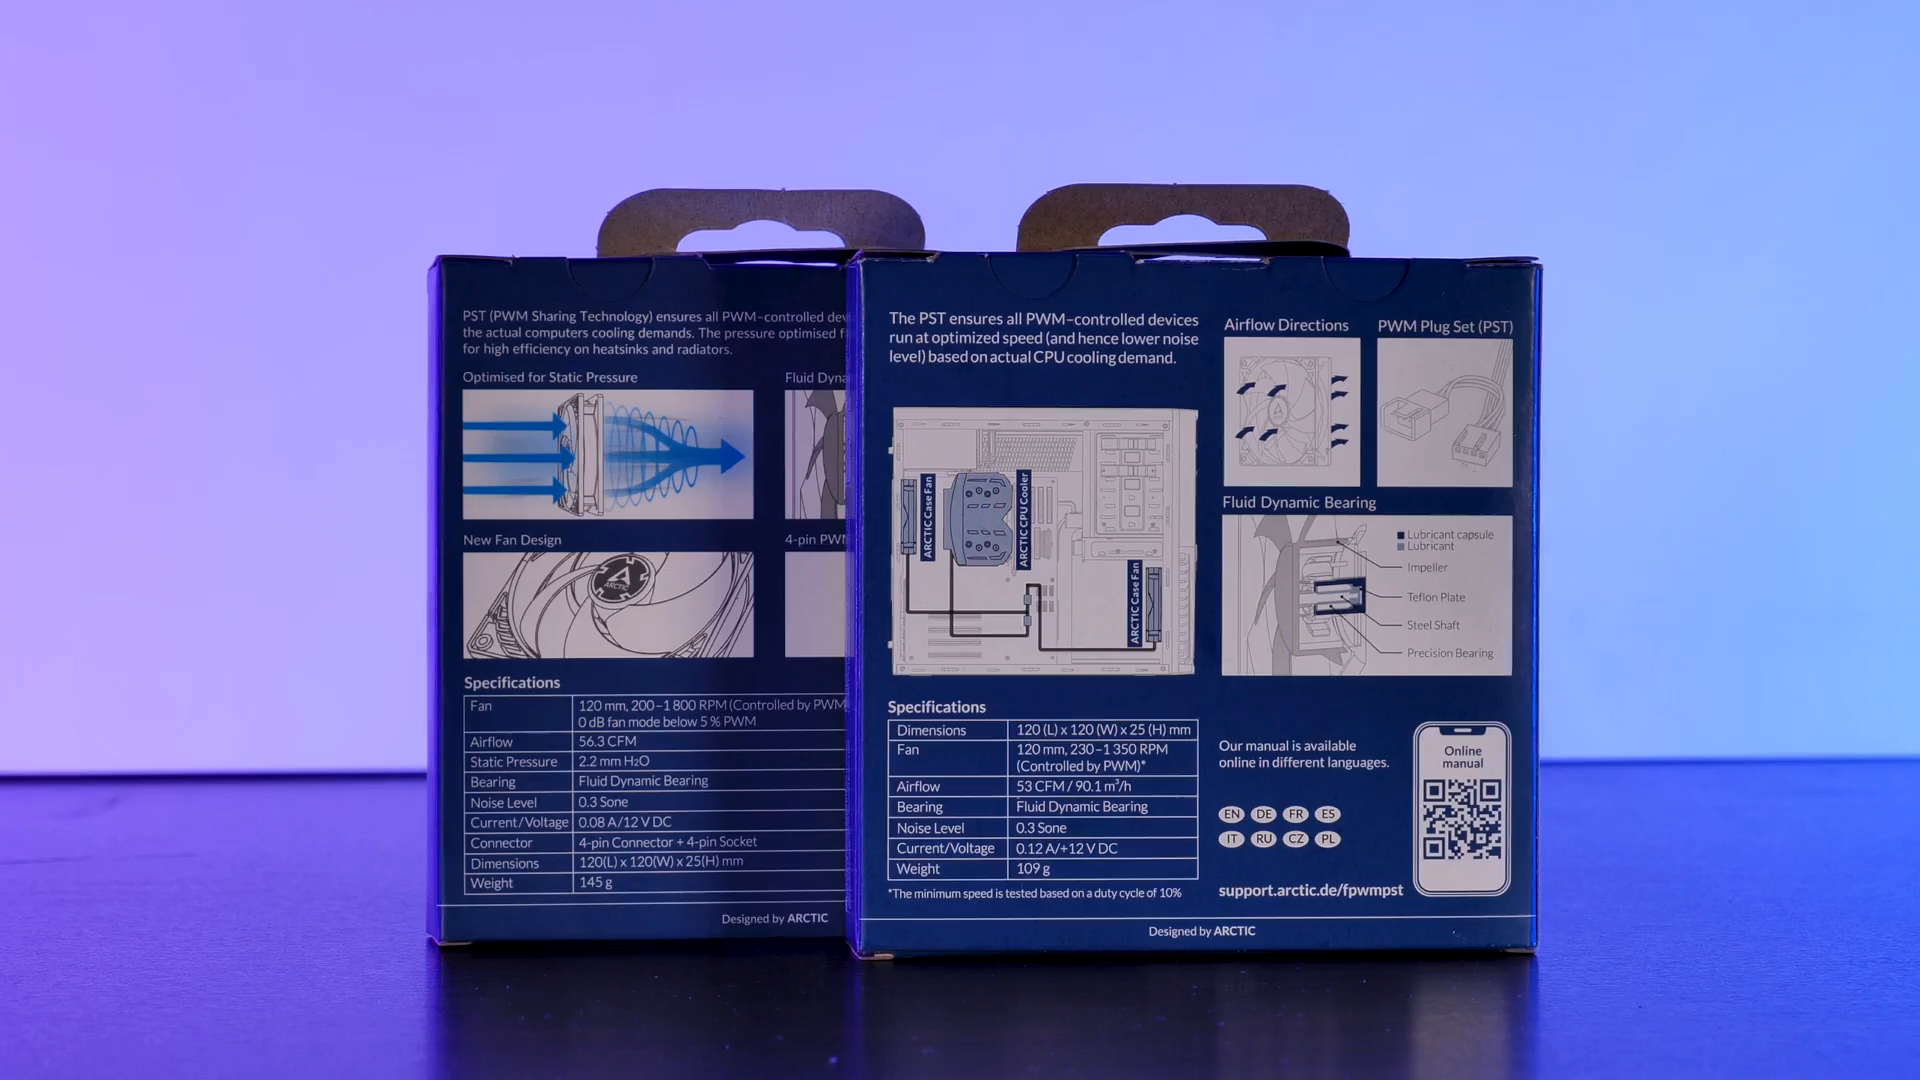 PST (PWM Sharing Technology) ensures all PWM-controlled dev
the actual computers cooling demands. The pressure optimised f
for high efficiency on heatsinks and radiators.
Optimised for Static Pressure
Fluid Dyna
New Fan Design
4-pin PWM
ARCTIC
Specifications
Fan 120 mm, 200-1 800 RPM (Controlled by PWM
0 dB fan mode below 5 % PWM
Airflow 56.3 CFM
Static Pressure 2.2 mm H₂O
Bearing Fluid Dynamic Bearing
Noise Level 0.3 Sone
Current/Voltage 0.08 A/12 V DC
Connector 4-pin Connector + 4-pin Socket
Dimensions 120(L) x 120(W) x 25(H) mm
Weight 145 g
Designed by ARCTIC
The PST ensures all PWM-controlled devices
run at optimized speed (and hence lower noise
level) based on actual CPU cooling demand.
ARCTIC Case Fan
ARCTIC CPU Cooler
ARCTIC Case Fan
Airflow Directions
PWM Plug Set (PST)
Fluid Dynamic Bearing
Lubricant capsule
Lubricant
Impeller
Teflon Plate
Steel Shaft
Precision Bearing
Specifications
Dimensions 120 (L) x 120 (W) x 25 (H) mm
Fan 120 mm, 230-1 350 RPM
(Controlled by PWM)*
Airflow 53 CFM / 90.1 m³/h
Bearing Fluid Dynamic Bearing
Noise Level 0.3 Sone
Current/Voltage 0.12 A/+12 V DC
Weight 109 g
*The minimum speed is tested based on a duty cycle of 10%
Our manual is available
online in different languages.
EN DE FR ES
IT RU CZ PL
support.arctic.de/fpwmpst
Online
manual
Designed by ARCTIC